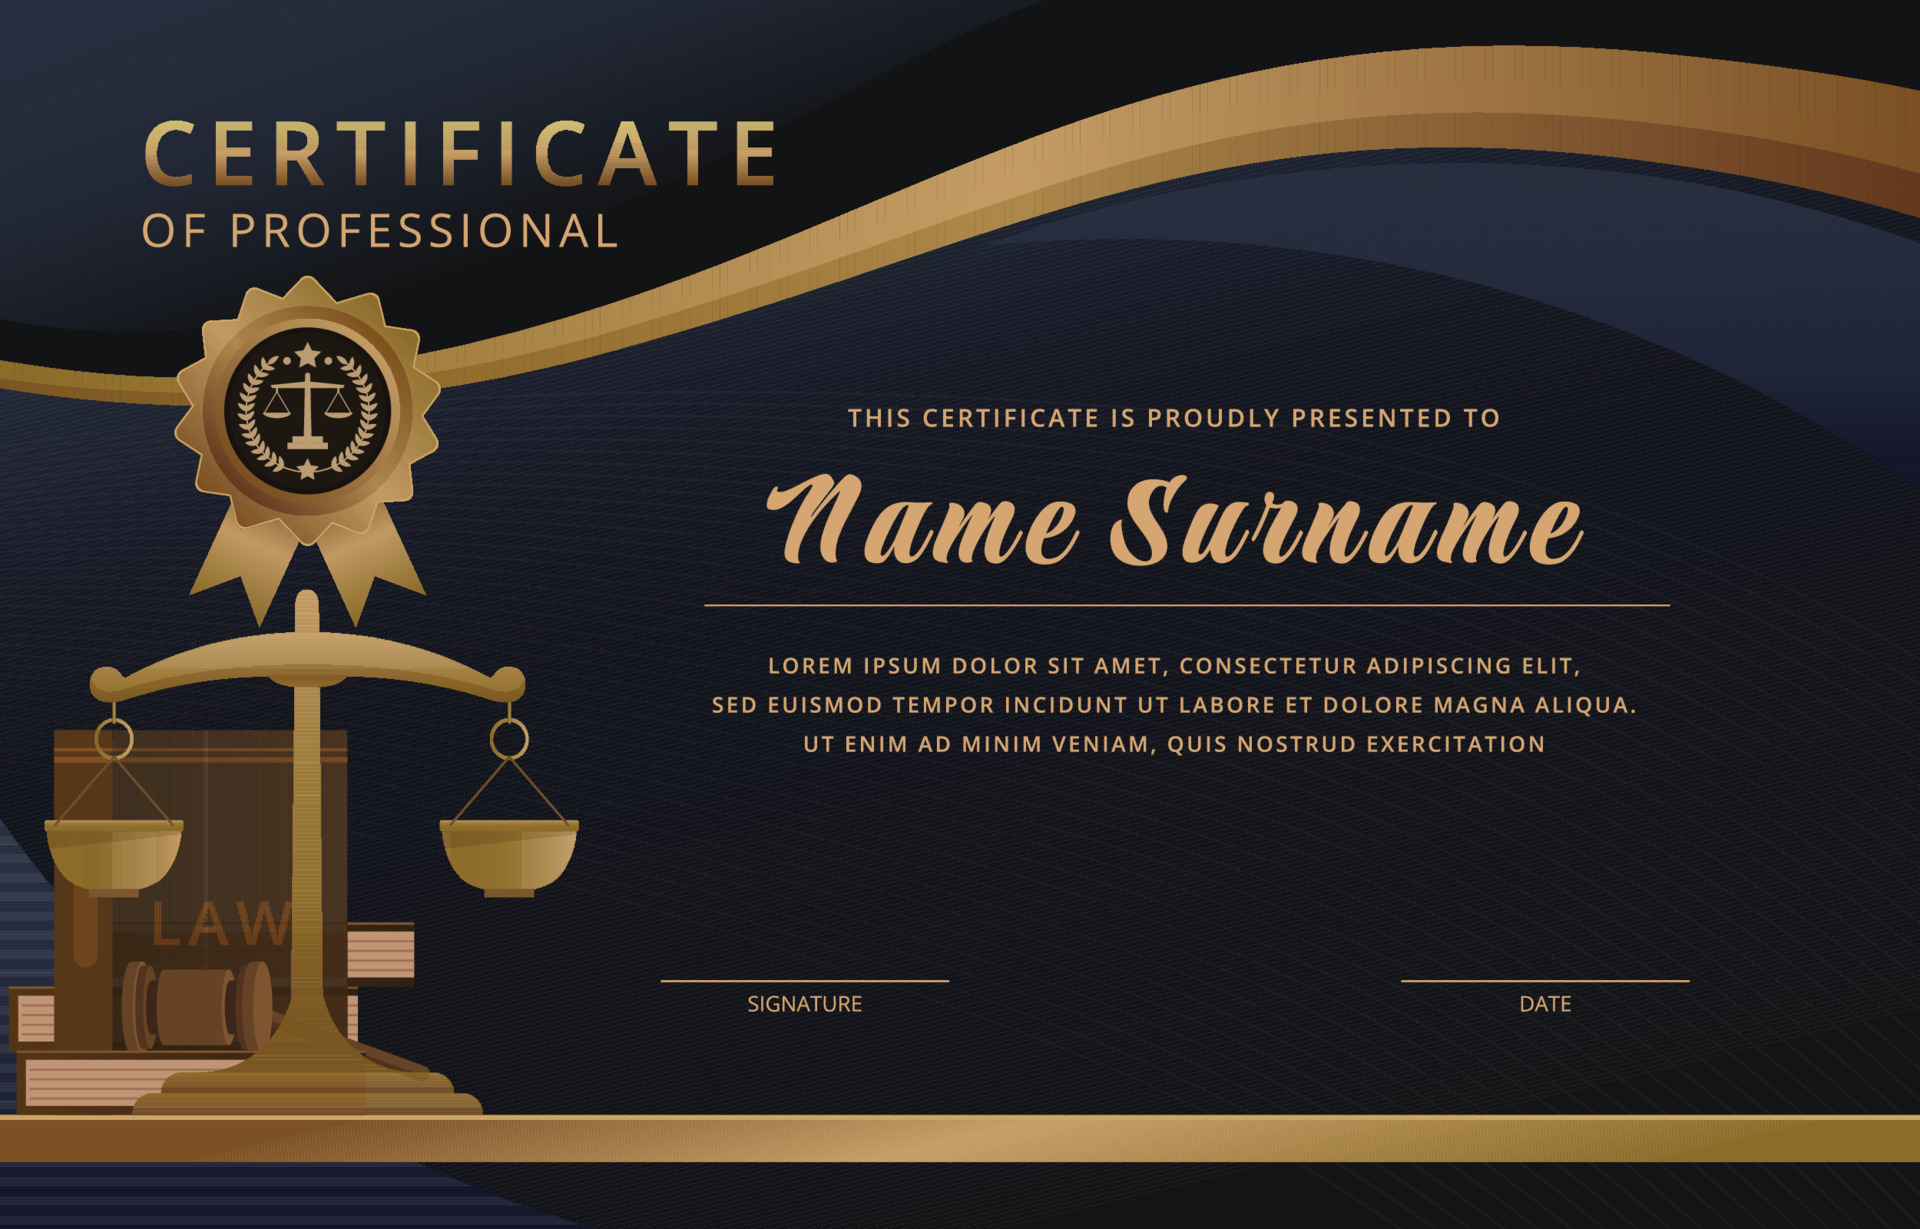 CERTIFICATE
OF PROFESSIONAL
THIS CERTIFICATE IS PROUDLY PRESENTED TO
Name Surname
LOREM IPSUM DOLOR SIT AMET, CONSECTETUR ADIPISCING ELIT,
SED EUISMOD TEMPOR INCIDUNT UT LABORE ET DOLORE MAGNA ALIQUA.
UT ENIM AD MINIM VENIAM, QUIS NOSTRUD EXERCITATION
LAW
SIGNATURE
DATE